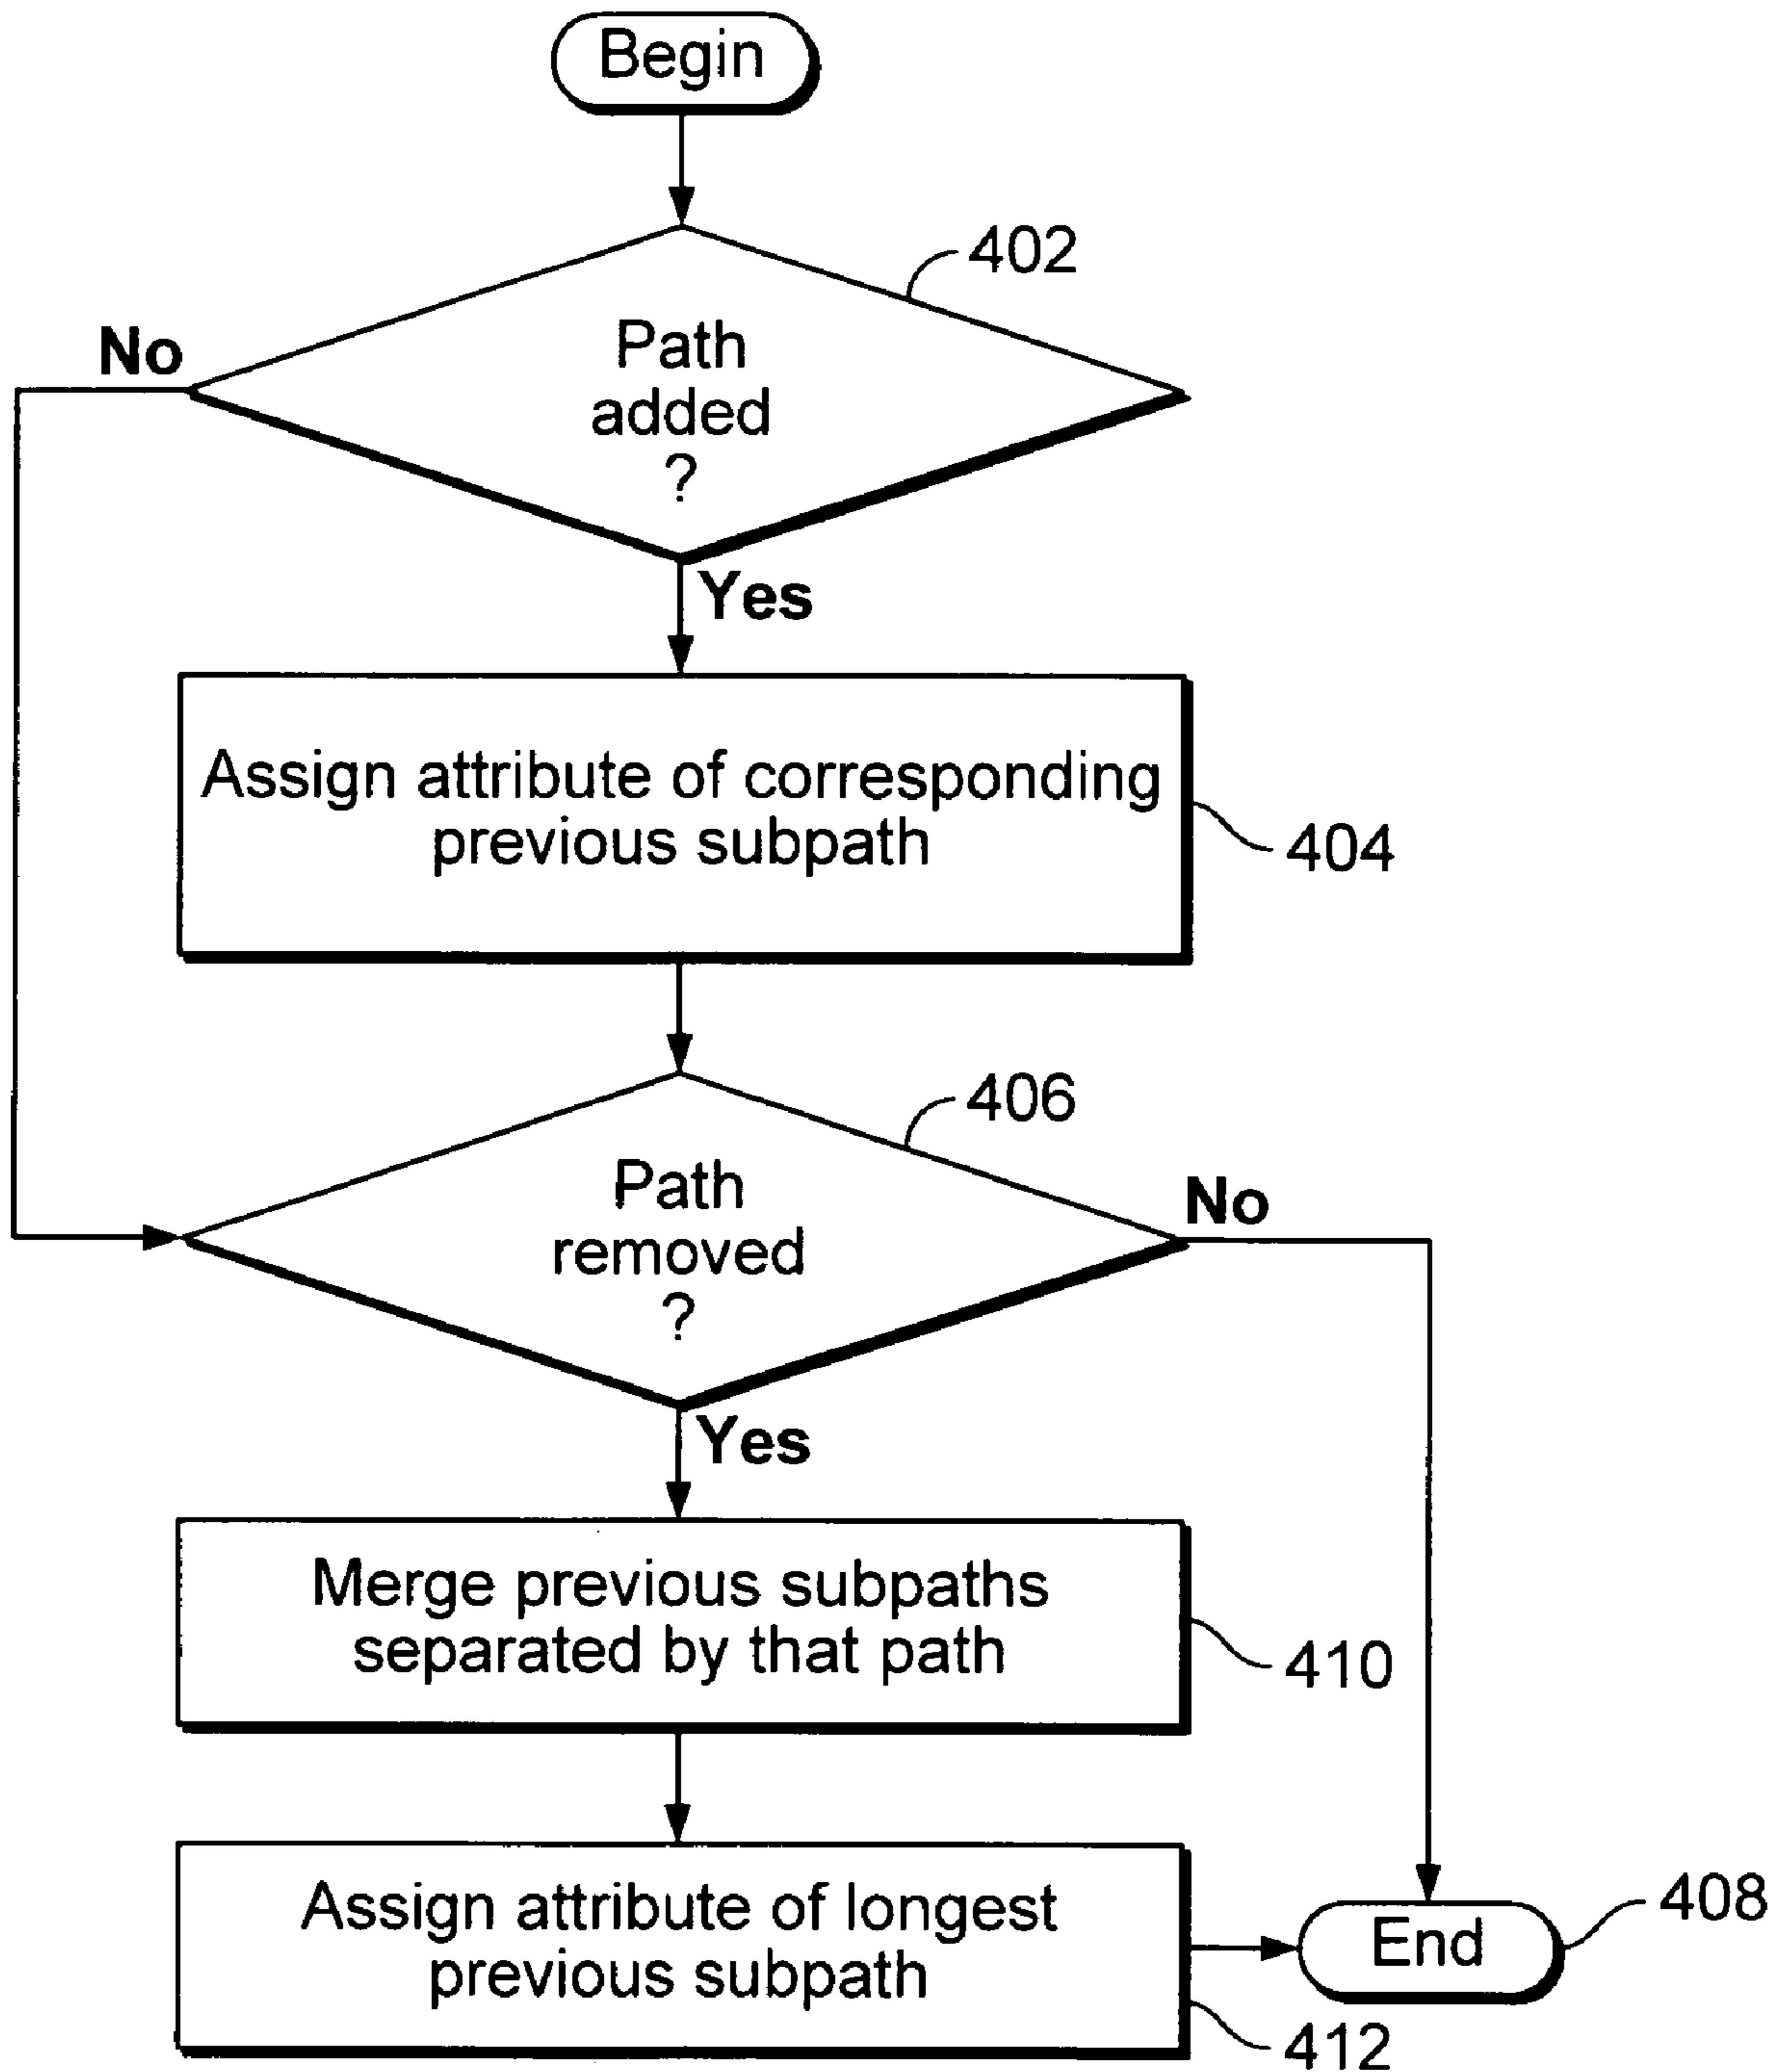 Begin
402
No
Path
added
?
Yes
Assign attribute of corresponding
previous subpath
404
406
Path
removed
?
No
Yes
Merge previous subpaths
separated by that path
410
Assign attribute of longest
previous subpath
412
End
408